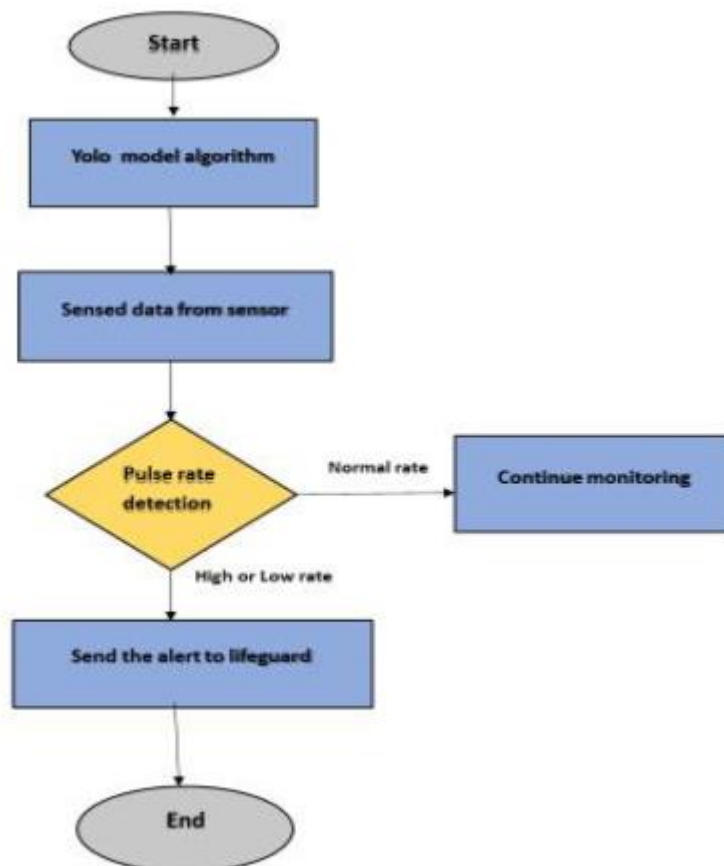 Start
Yolo model algorithm
Sensed data from sensor
Pulse rate
detection
Normal rate
Continue monitoring
High or Low rate
Send the alert to lifeguard
End